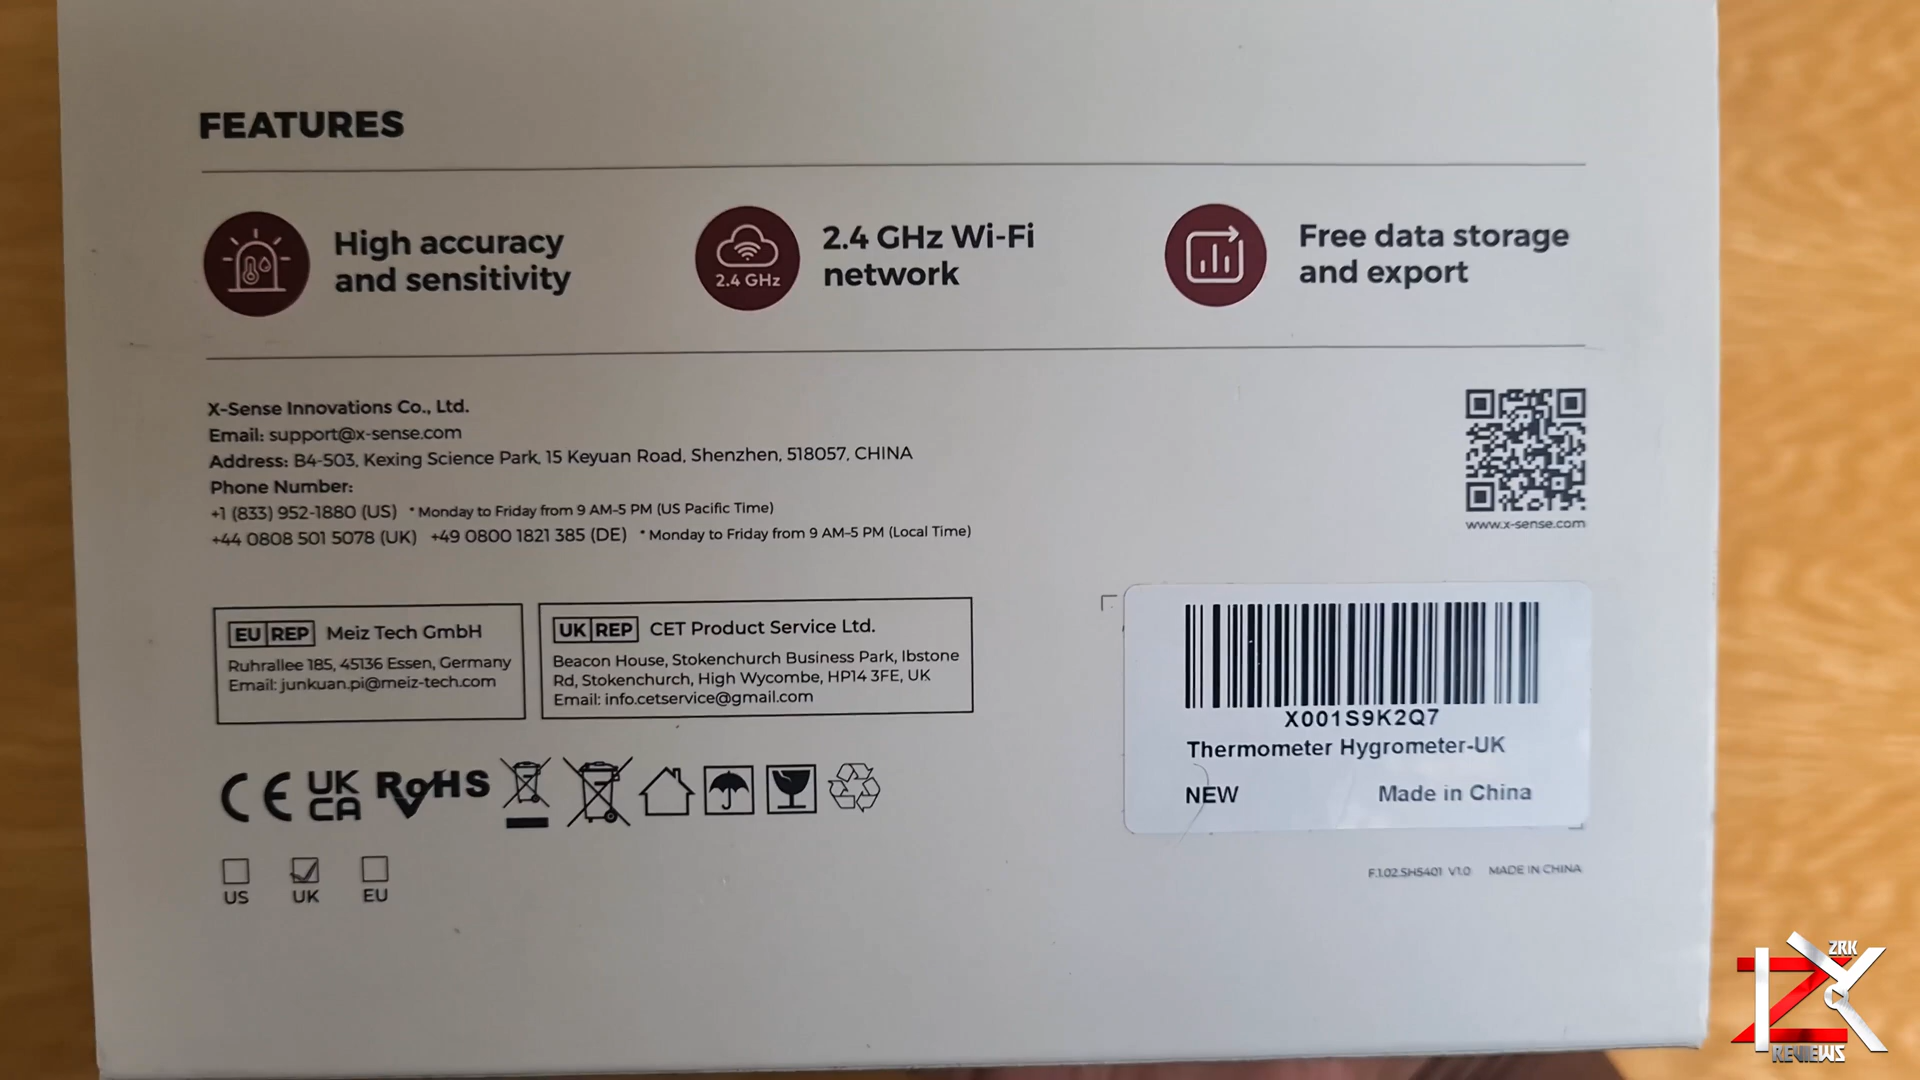 FEATURES
High accuracy
and sensitivity
2.4 GHz
2.4 GHz Wi-Fi
network
Free data storage
and export
X-Sense Innovations Co., Ltd.
Email: support@x-sense.com
Address: B4-503, Kexing Science Park, 15 Keyuan Road, Shenzhen, 518057, CHINA
Phone Number:
+1 (833) 952-1880 (US) * Monday to Friday from 9 AM-5 PM (US Pacific Time)
+44 0808 501 5078 (UK) +49 0800 1821 385 (DE) * Monday to Friday from 9 AM-5 PM (Local Time)
www.x-sense.com
EU REP Meiz Tech GmbH
Ruhrallee 185, 45136 Essen, Germany
Email: junkuan.pi@meiz-tech.com
UK REP CET Product Service Ltd.
Beacon House, Stokenchurch Business Park, Ibstone
Rd, Stokenchurch, High Wycombe, HP14 3FE, UK
Email: info.cetservice@gmail.com
X001S9K2Q7
Thermometer Hygrometer-UK
NEW Made in China
CE UK
CA RoHS
US UK EU
F.1.02.SH5401 V1.0 MADE IN CHINA
ZRK
REVIEWS